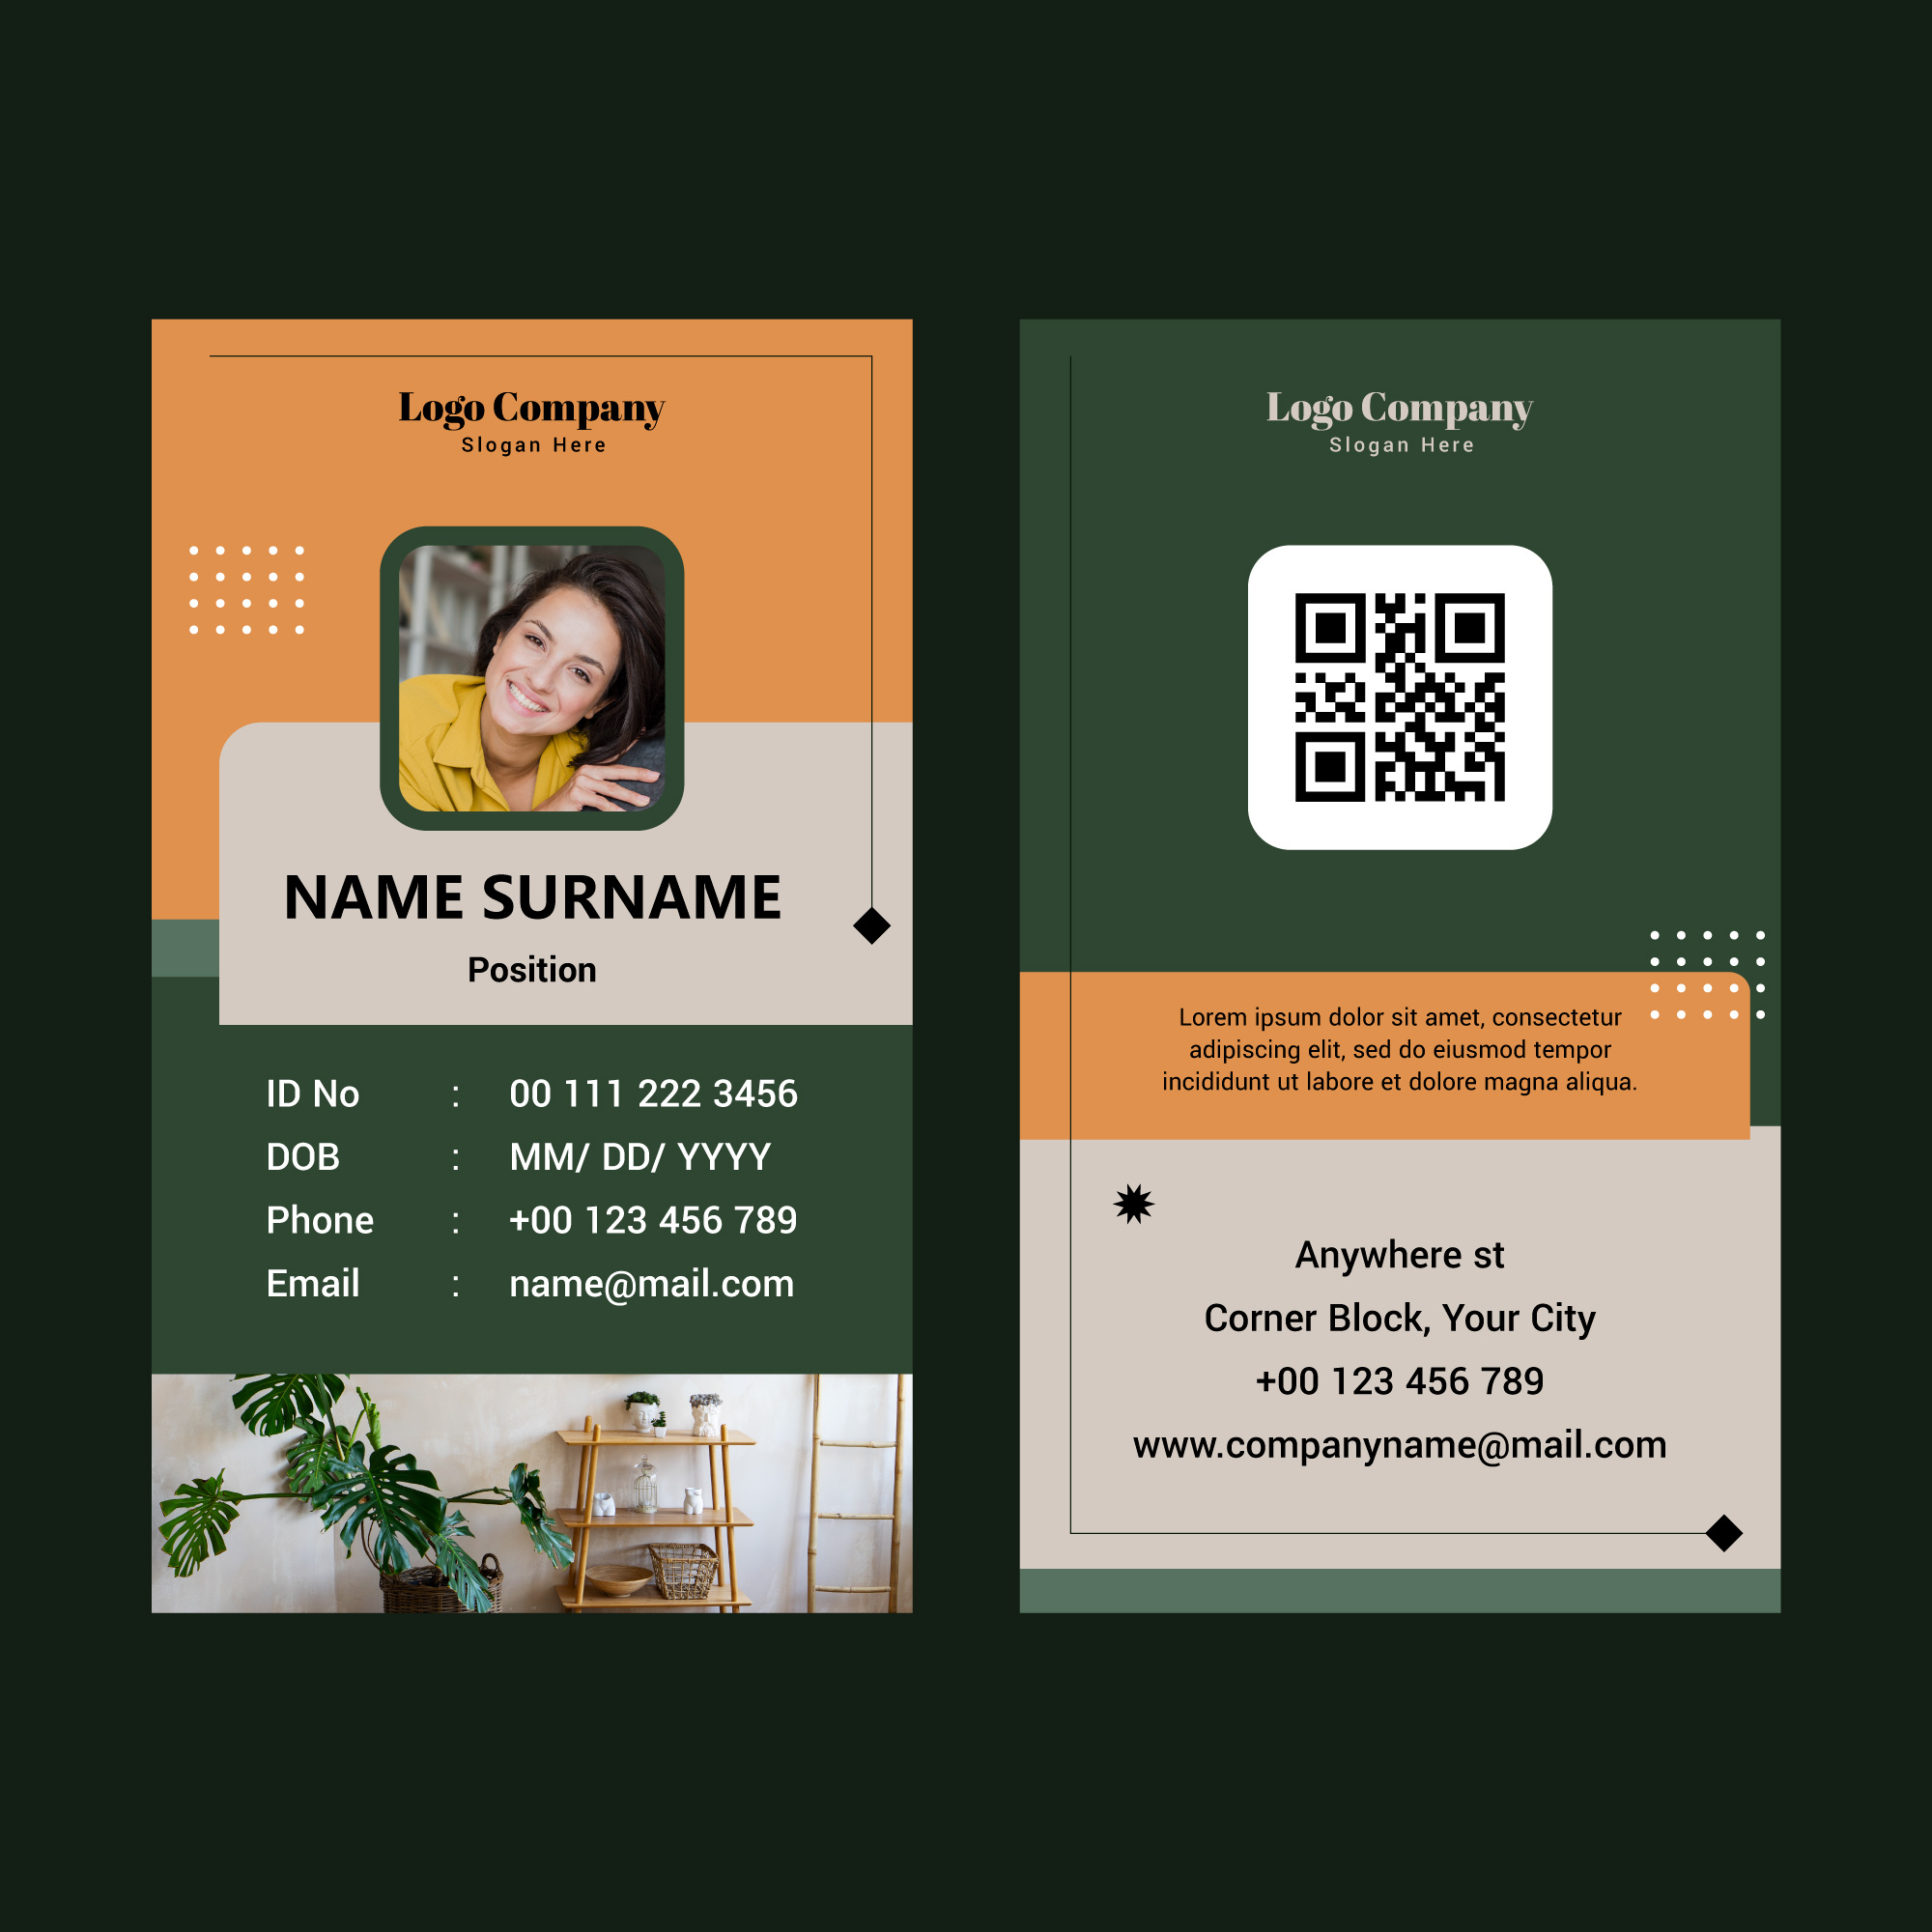 Logo Company
Slogan Here
NAME SURNAME
Position
ID No : 00 111 222 3456
DOB : MM/ DD/ YYYY
Phone : +00 123 456 789
Email : name@mail.com
Logo Company
Slogan Here
Lorem ipsum dolor sit amet, consectetur
adipiscing elit, sed do eiusmod tempor
incididunt ut labore et dolore magna aliqua.
Anywhere st
Corner Block, Your City
+00 123 456 789
www.companyname@mail.com